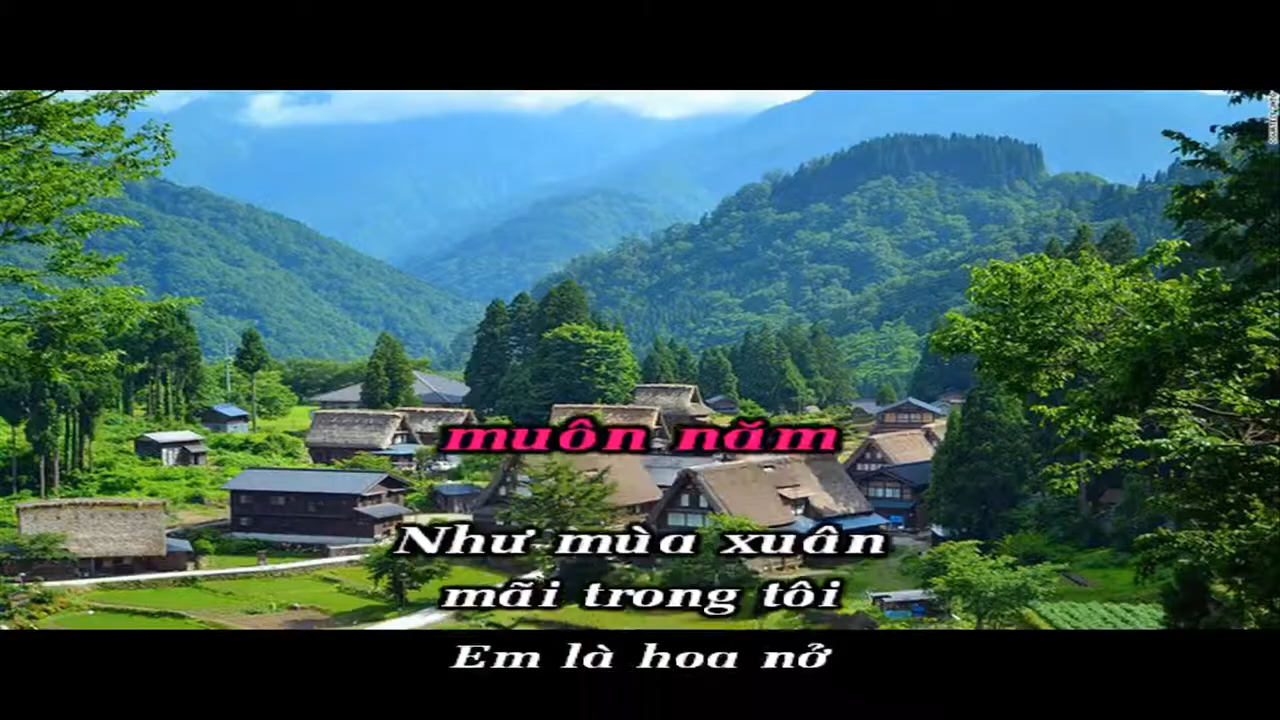 muôn năm
Như mùa xuân
mãi trong tôi
Em là hoa nở